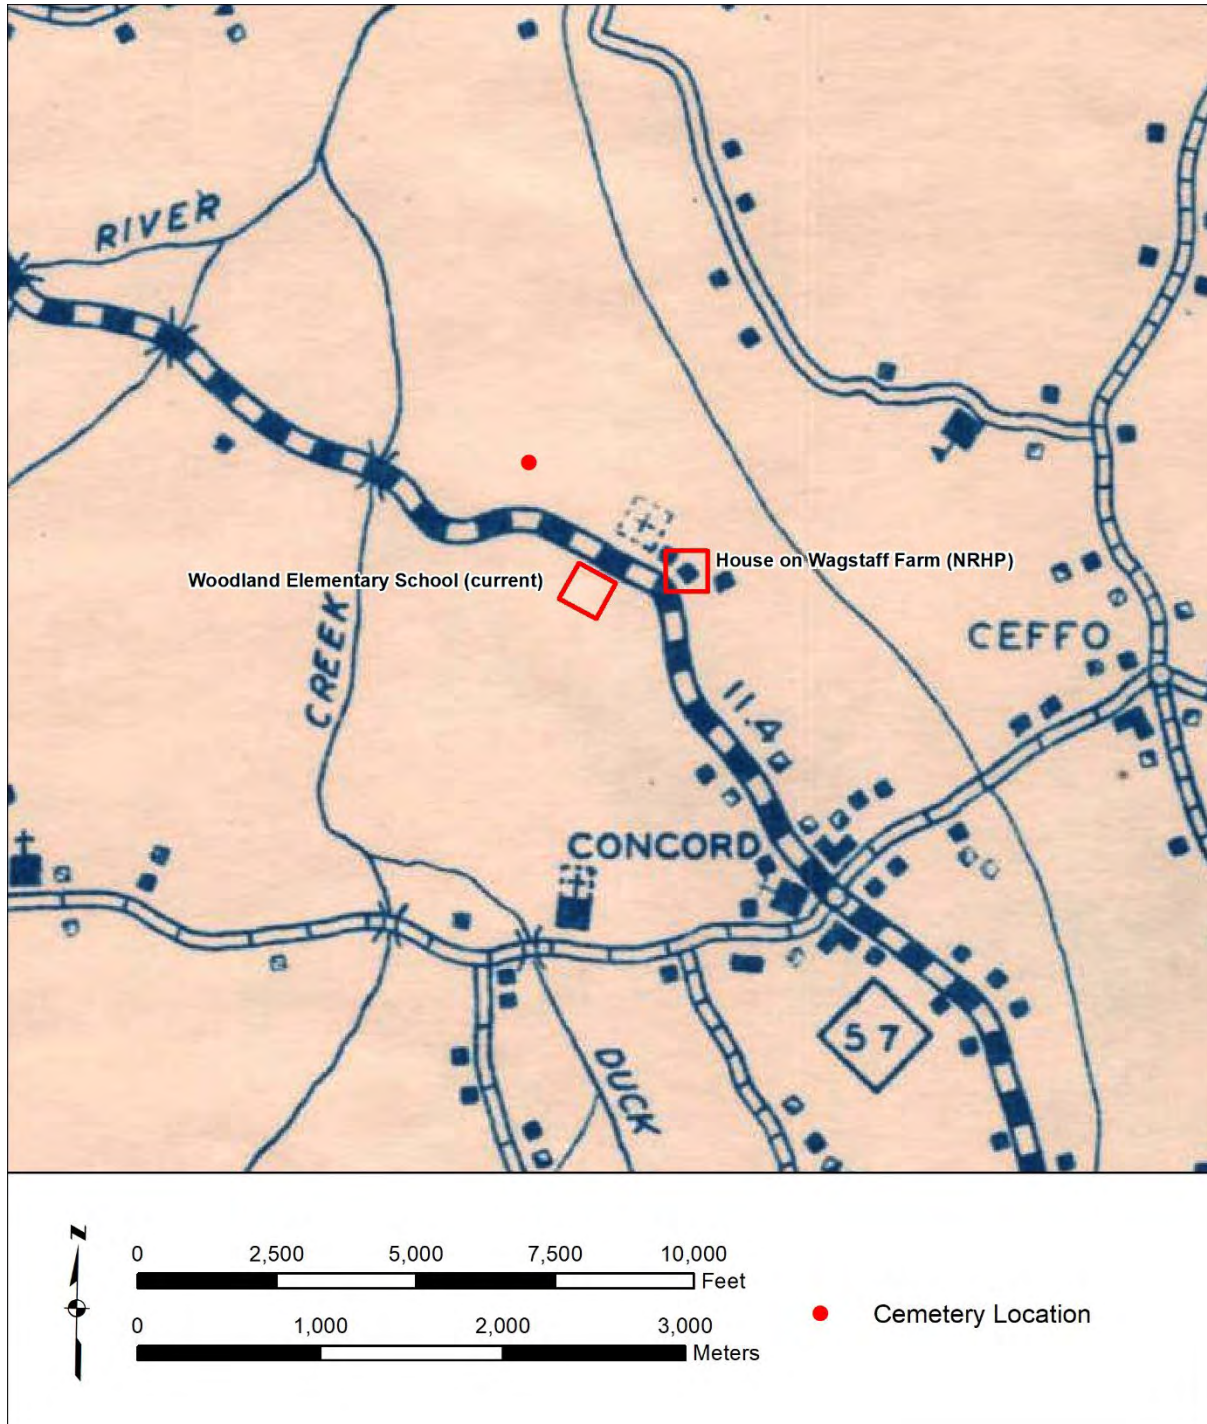 RIVER
Woodland Elementary School (current)
House on Wagstaff Farm (NRHP)
CREEK
CEFFO
11.4
CONCORD
57
DUCK
N
0 2,500 5,000 7,500 10,000
Feet
0 1,000 2,000 3,000
Meters
Cemetery Location